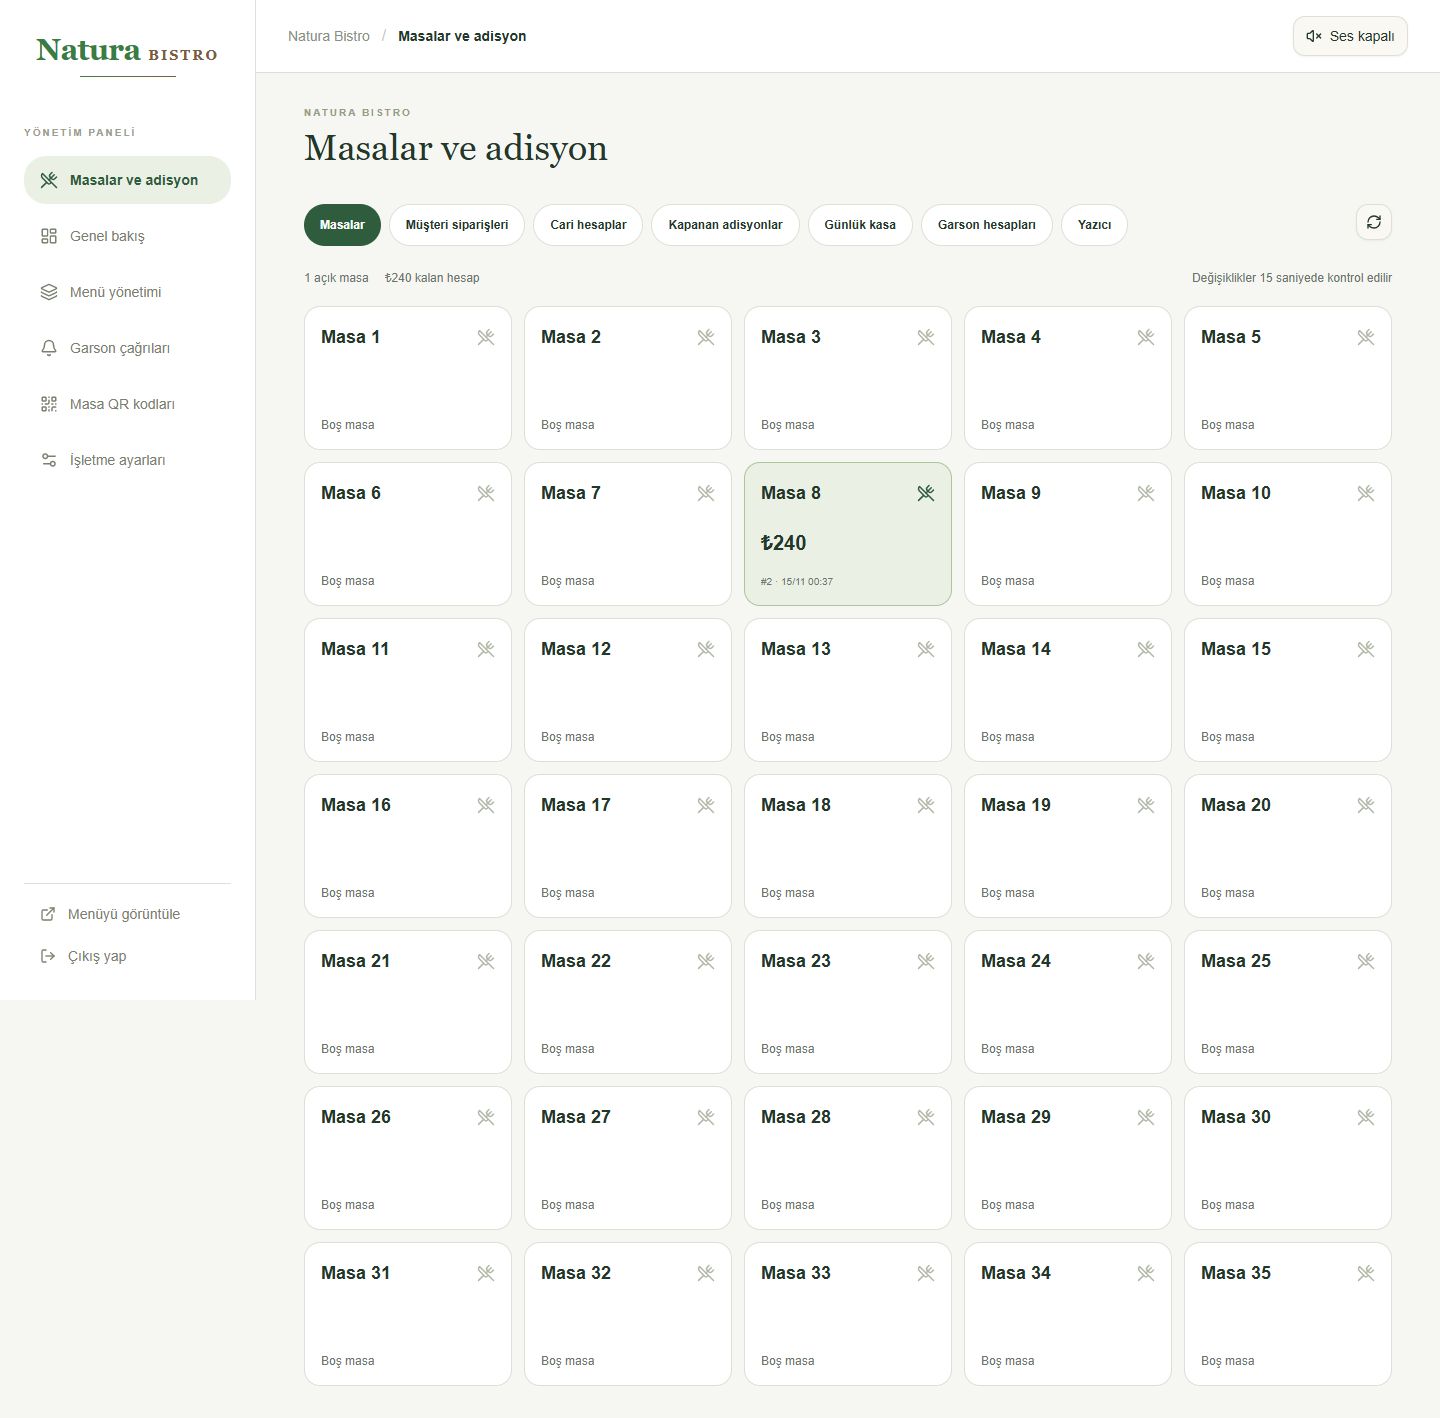 Natura BISTRO
YÖNETİM PANELİ
Masalar ve adisyon
Genel bakış
Menü yönetimi
Garson çağrıları
Masa QR kodları
İşletme ayarları
Menüyü görüntüle
Çıkış yap
Natura Bistro / Masalar ve adisyon
Ses kapalı
NATURA BISTRO
Masalar ve adisyon
Masalar Müşteri siparişleri Cari hesaplar Kapanan adisyonlar Günlük kasa Garson hesapları Yazıcı
1 açık masa ₺240 kalan hesap Değişiklikler 15 saniyede kontrol edilir
Masa 1 Masa 2 Masa 3 Masa 4 Masa 5
Boş masa Boş masa Boş masa Boş masa Boş masa
Masa 6 Masa 7 Masa 8 Masa 9 Masa 10
₺240
Boş masa Boş masa #2 · 15/11 00:37 Boş masa Boş masa
Masa 11 Masa 12 Masa 13 Masa 14 Masa 15
Boş masa Boş masa Boş masa Boş masa Boş masa
Masa 16 Masa 17 Masa 18 Masa 19 Masa 20
Boş masa Boş masa Boş masa Boş masa Boş masa
Masa 21 Masa 22 Masa 23 Masa 24 Masa 25
Boş masa Boş masa Boş masa Boş masa Boş masa
Masa 26 Masa 27 Masa 28 Masa 29 Masa 30
Boş masa Boş masa Boş masa Boş masa Boş masa
Masa 31 Masa 32 Masa 33 Masa 34 Masa 35
Boş masa Boş masa Boş masa Boş masa Boş masa